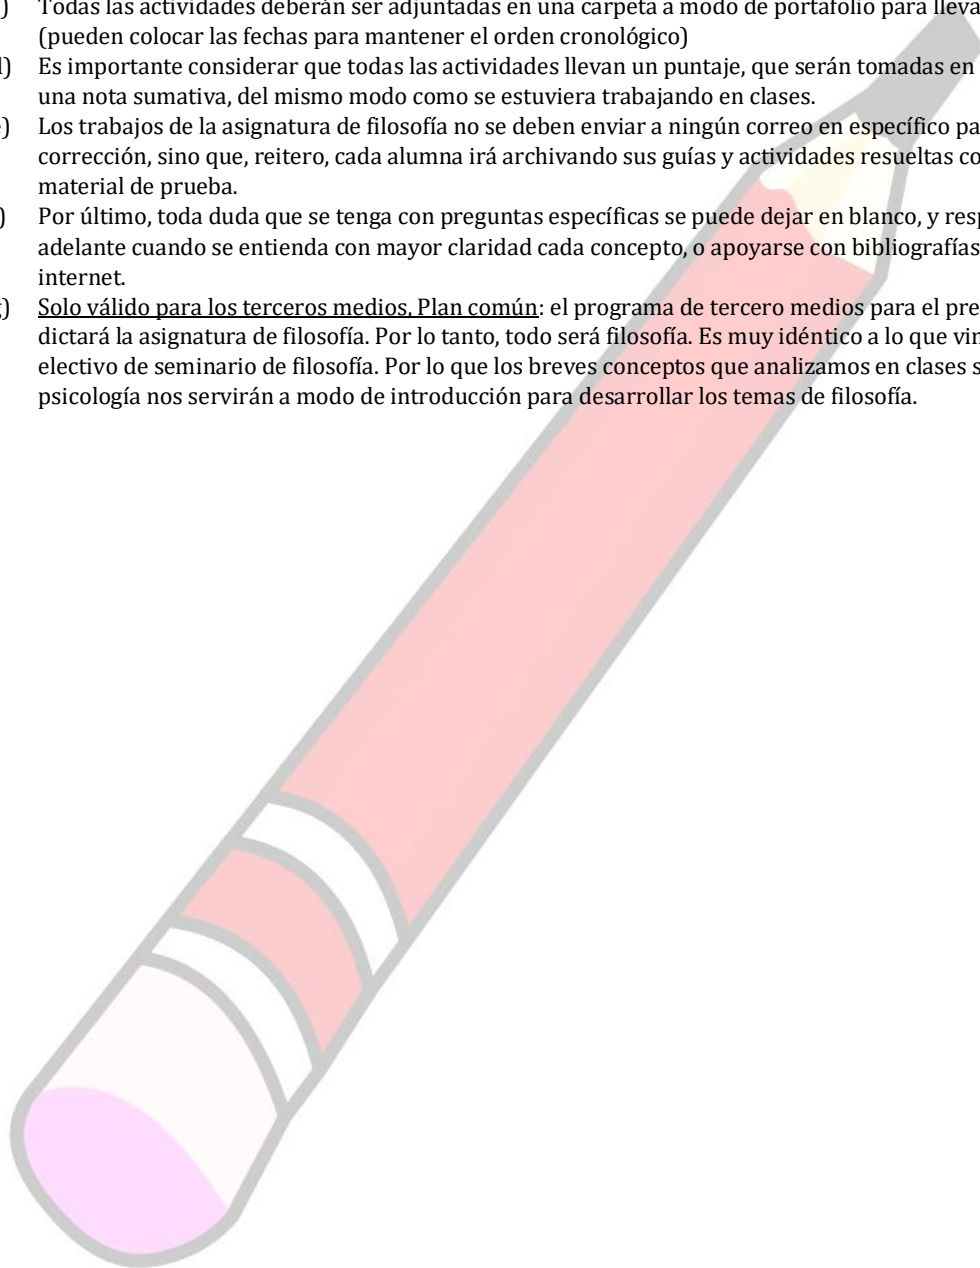 ) Todas las actividades deberán ser adjuntadas en una carpeta a modo de portafolio para lleva
(pueden colocar las fechas para mantener el orden cronológico)
) Es importante considerar que todas las actividades llevan un puntaje, que serán tomadas en
una nota sumativa, del mismo modo como se estuviera trabajando en clases.
) Los trabajos de la asignatura de filosofía no se deben enviar a ningún correo en específico pa
corrección, sino que, reitero, cada alumna irá archivando sus guías y actividades resueltas co
material de prueba.
) Por último, toda duda que se tenga con preguntas específicas se puede dejar en blanco, y resp
adelante cuando se entienda con mayor claridad cada concepto, o apoyarse con bibliografías
internet.
) Solo válido para los terceros medios, Plan común: el programa de tercero medios para el pre
dictará la asignatura de filosofía. Por lo tanto, todo será filosofía. Es muy idéntico a lo que vin
electivo de seminario de filosofía. Por lo que los breves conceptos que analizamos en clases s
psicología nos servirán a modo de introducción para desarrollar los temas de filosofía.